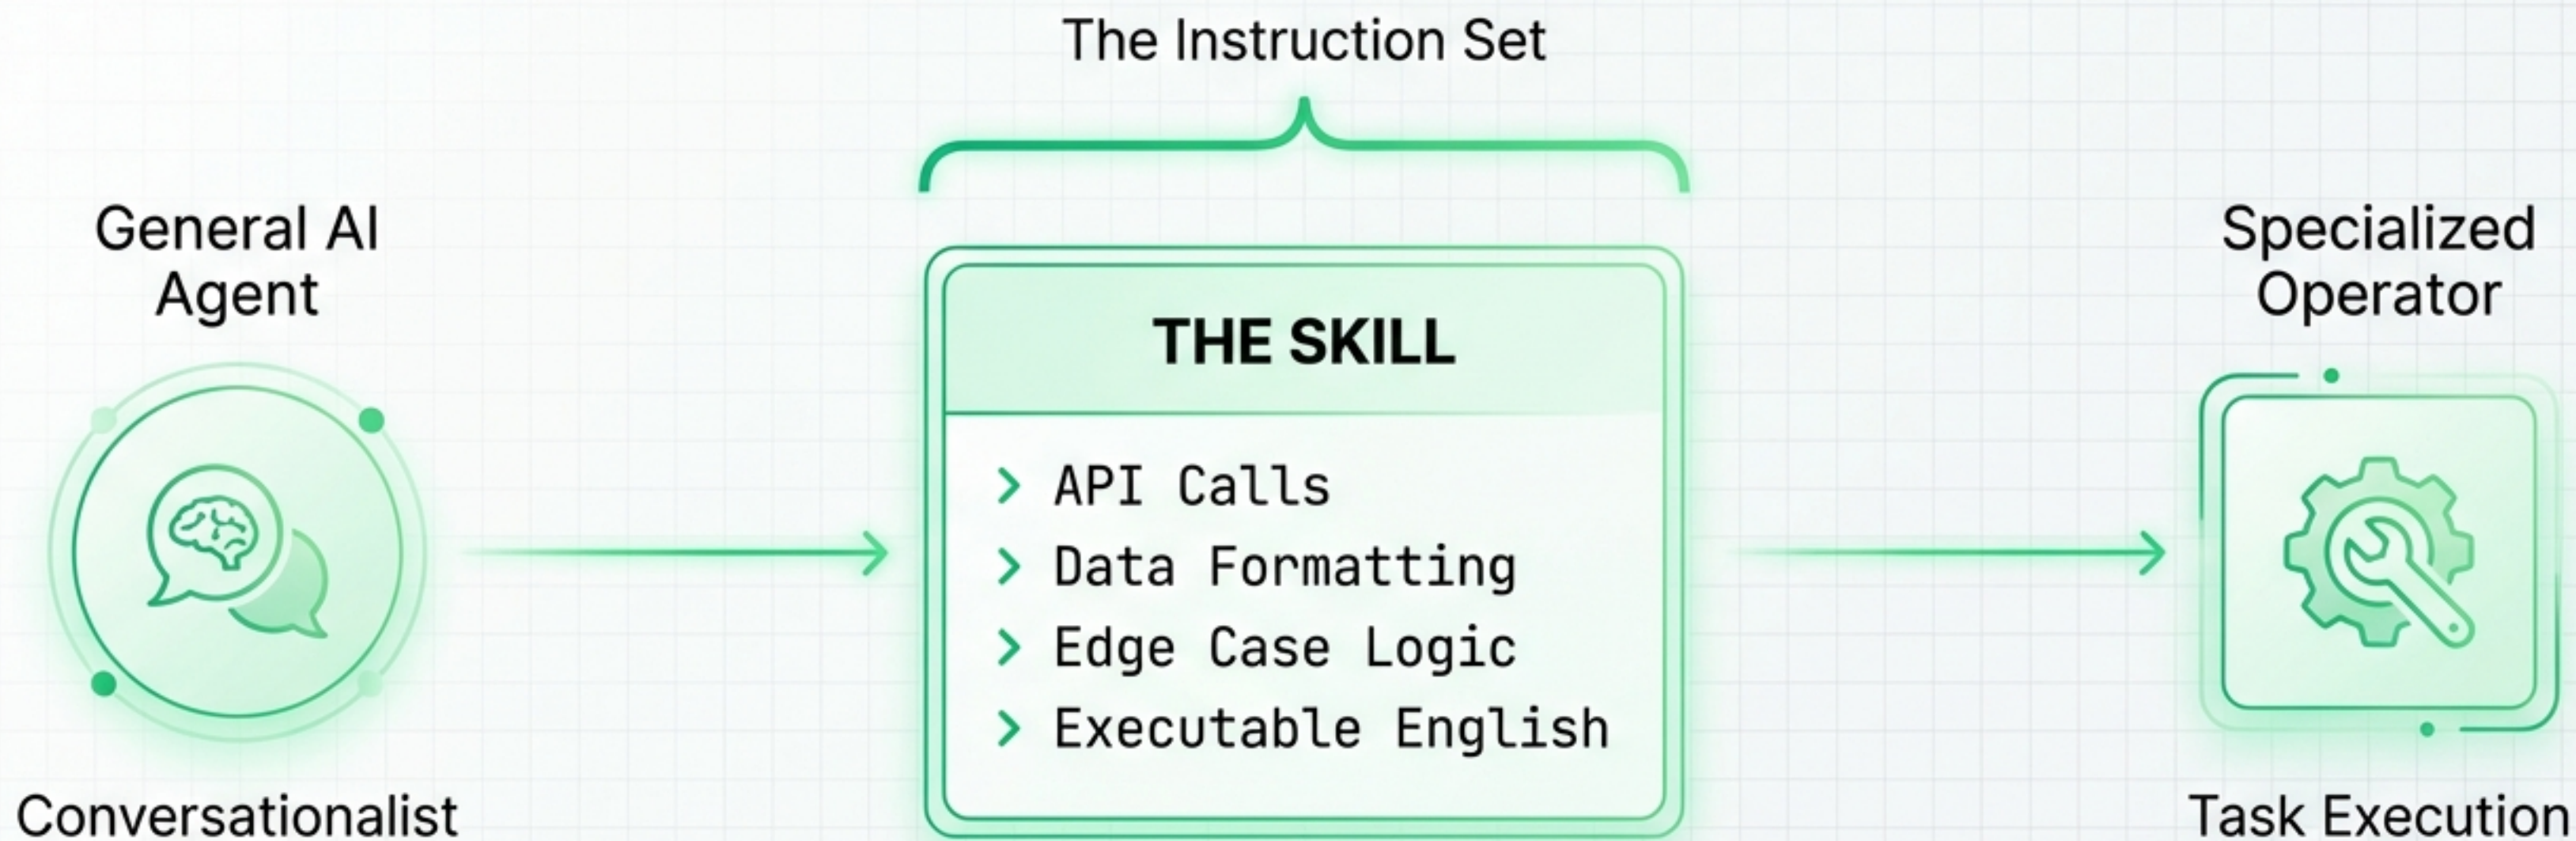 The Instruction Set
General AI
Agent
Conversationalist
THE SKILL
API Calls
Data Formatting
Edge Case Logic
Executable English
Specialized
Operator
Task Execution